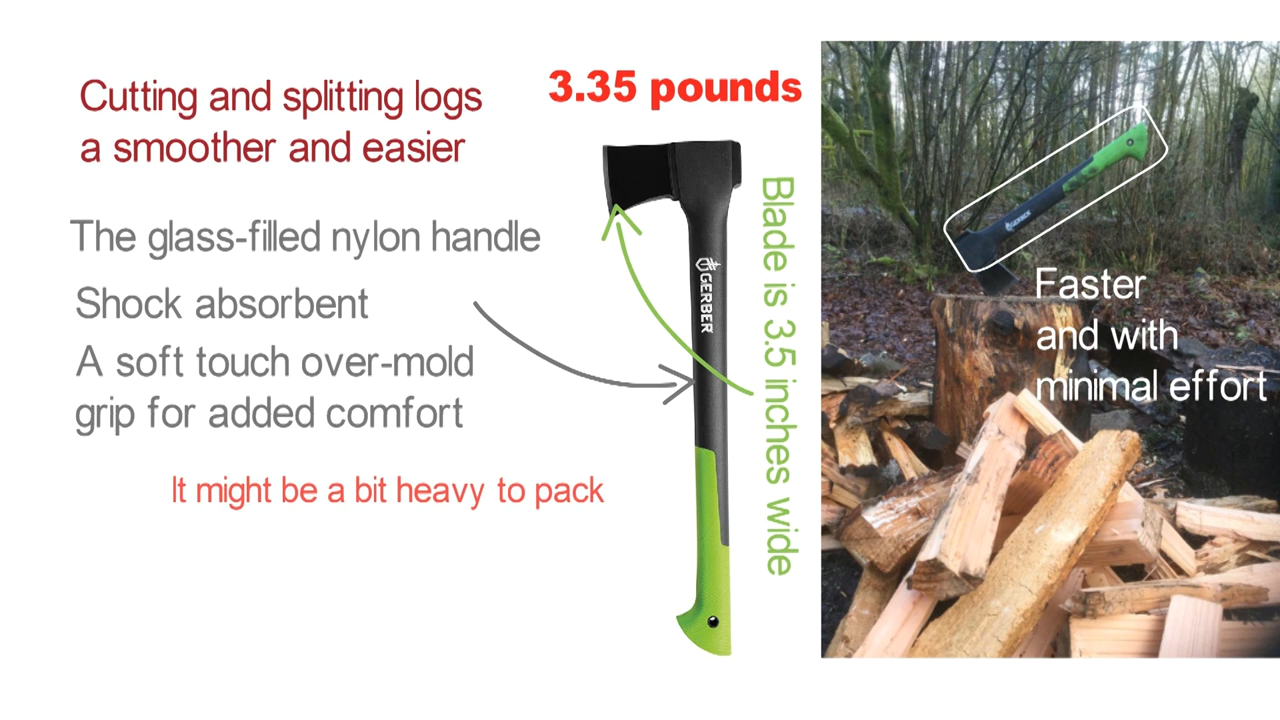 Cutting and splitting logs
a smoother and easier
3.35 pounds
The glass-filled nylon handle
Shock absorbent
A soft touch over-mold
grip for added comfort
It might be a bit heavy to pack
GERBER
Blade is 3.5 inches wide
GERBER
Faster
and with
minimal effort